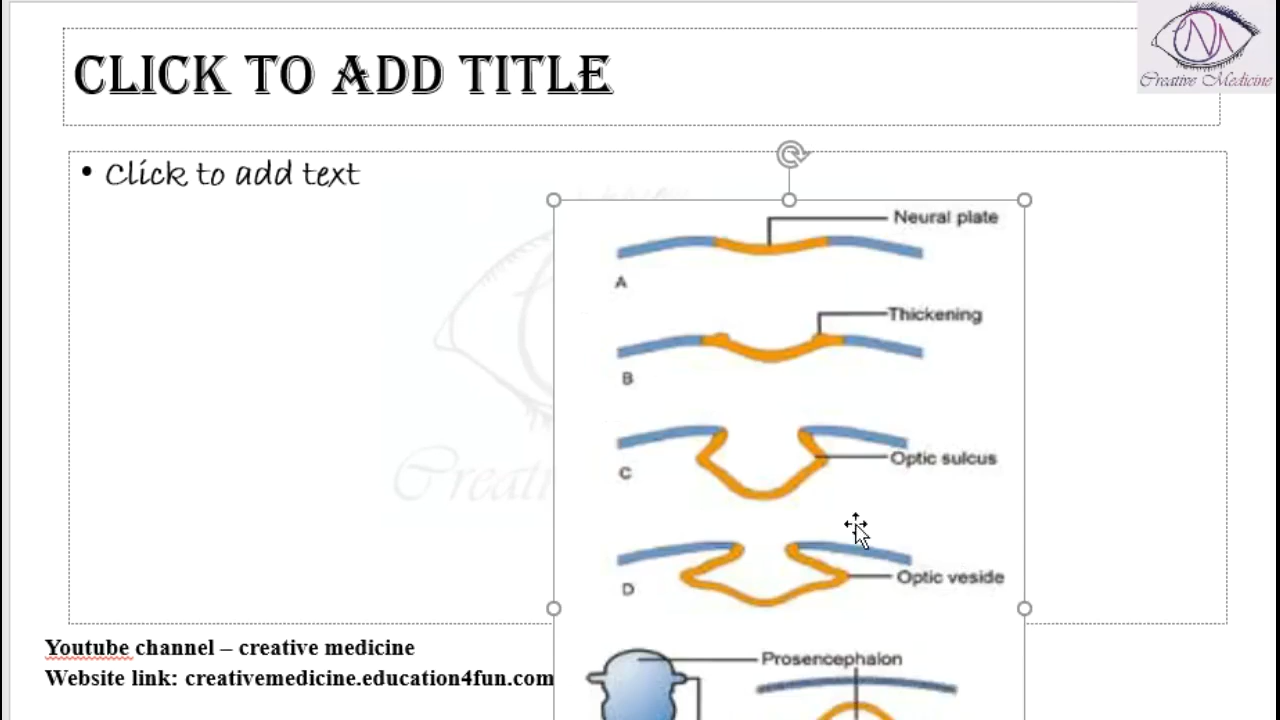 CLICK TO ADD TITLE
Creative Medicine
• Click to add text
Neural plate
A
Thickening
B
Optic sulcus
C
Creati
Optic veside
D
Youtube channel – creative medicine
Website link: creativemedicine.education4fun.com
Prosencephalon